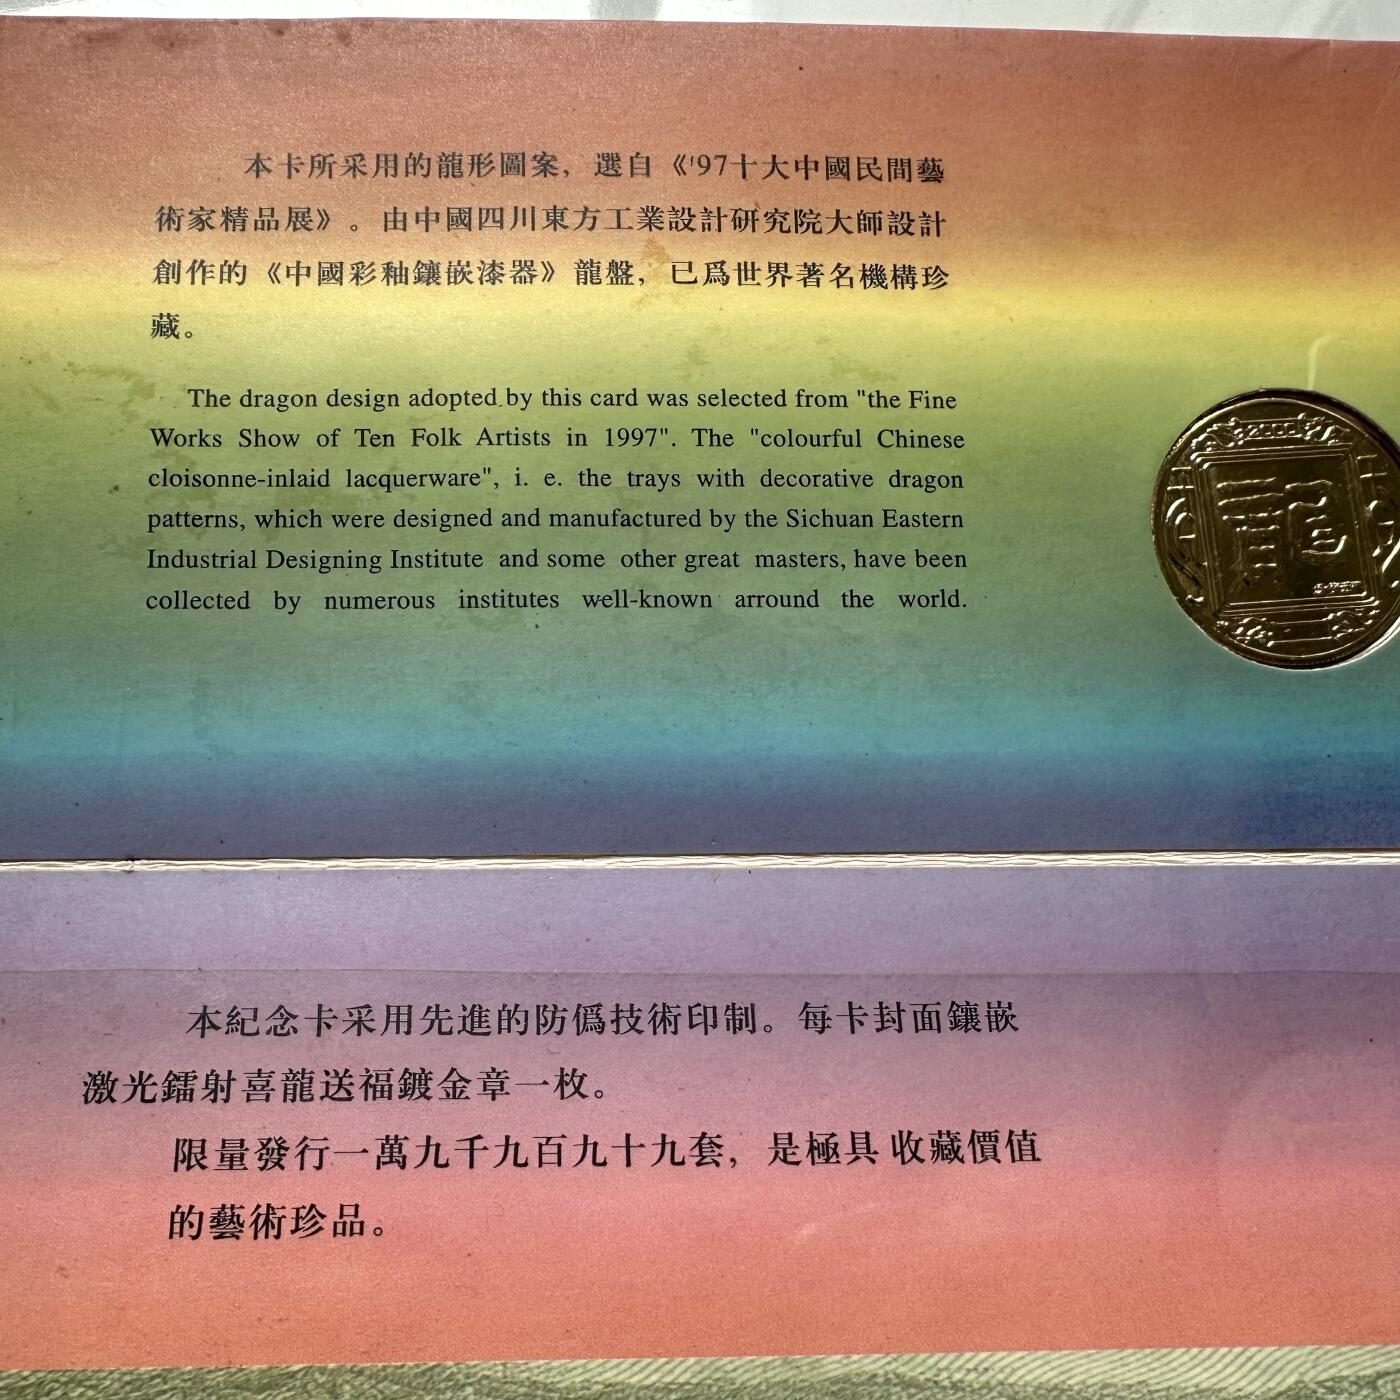 本卡所采用的龍形圖案，選自《'97十大中國民間藝
術家精品展》。由中國四川東方工業設計研究院大師設計
創作的《中國彩釉鑲嵌漆器》龍盤，已爲世界著名機構珍
藏。
The dragon design adopted by this card was selected from "the Fine
Works Show of Ten Folk Artists in 1997". The "colourful Chinese
cloisonne-inlaid lacquerware", i. e. the trays with decorative dragon
patterns, which were designed and manufactured by the Sichuan Eastern
Industrial Designing Institute and some other great masters, have been
collected by numerous institutes well-known arround the world.
2000
本紀念卡采用先進的防僞技術印制。每卡封面鑲嵌
激光鐳射喜龍送福鍍金章一枚。
限量發行一萬九千九百九十九套，是極具收藏價值
的藝術珍品。